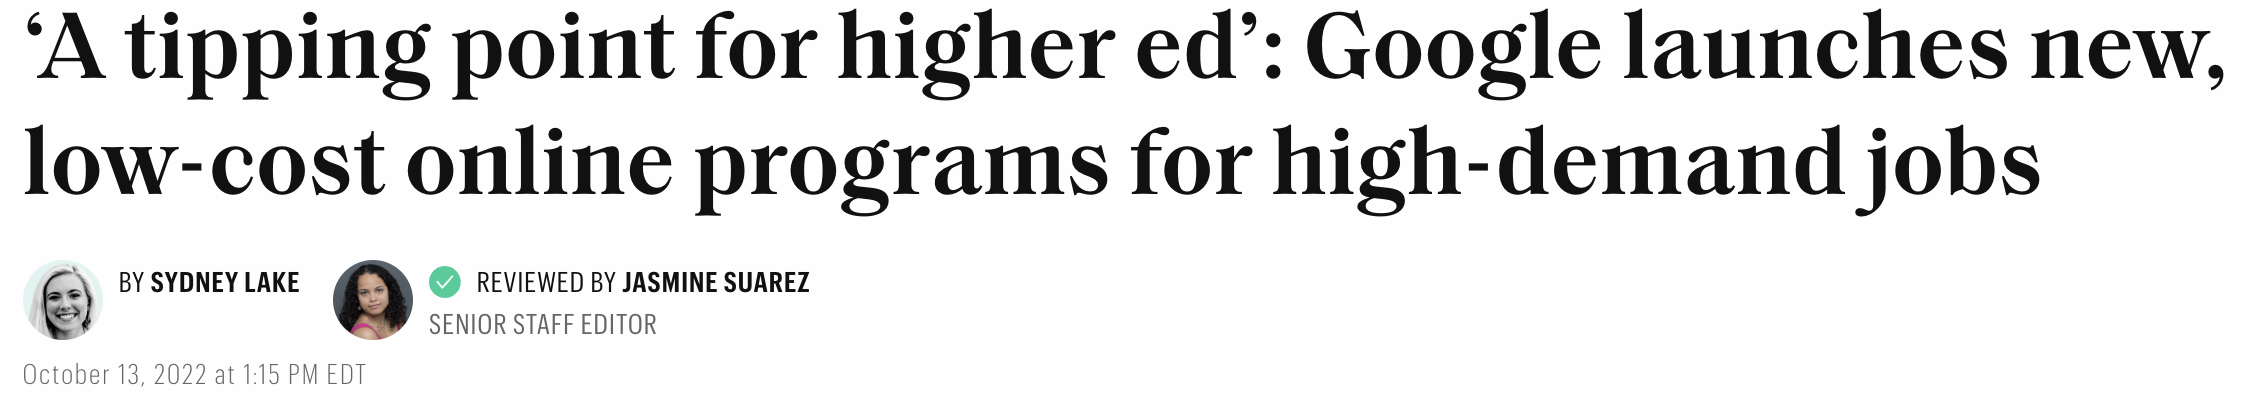 ‘A tipping point for higher ed’: Google launches new,
low-cost online programs for high-demand jobs
BY SYDNEY LAKE
REVIEWED BY JASMINE SUAREZ
SENIOR STAFF EDITOR
October 13, 2022 at 1:15 PM EDT